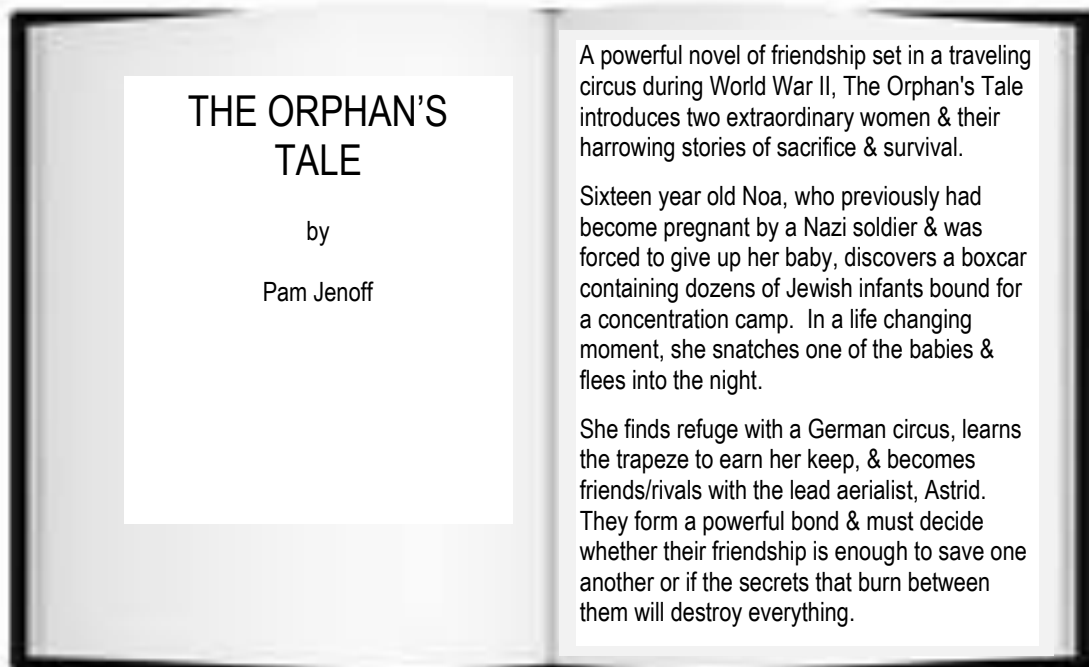 THE ORPHAN'S
TALE
by
Pam Jenoff
A powerful novel of friendship set in a traveling
circus during World War II, The Orphan's Tale
introduces two extraordinary women & their
harrowing stories of sacrifice & survival.
Sixteen year old Noa, who previously had
become pregnant by a Nazi soldier & was
forced to give up her baby, discovers a boxcar
containing dozens of Jewish infants bound for
a concentration camp.  In a life changing
moment, she snatches one of the babies &
flees into the night.
She finds refuge with a German circus, learns
the trapeze to earn her keep, & becomes
friends/rivals with the lead aerialist, Astrid.
They form a powerful bond & must decide
whether their friendship is enough to save one
another or if the secrets that burn between
them will destroy everything.